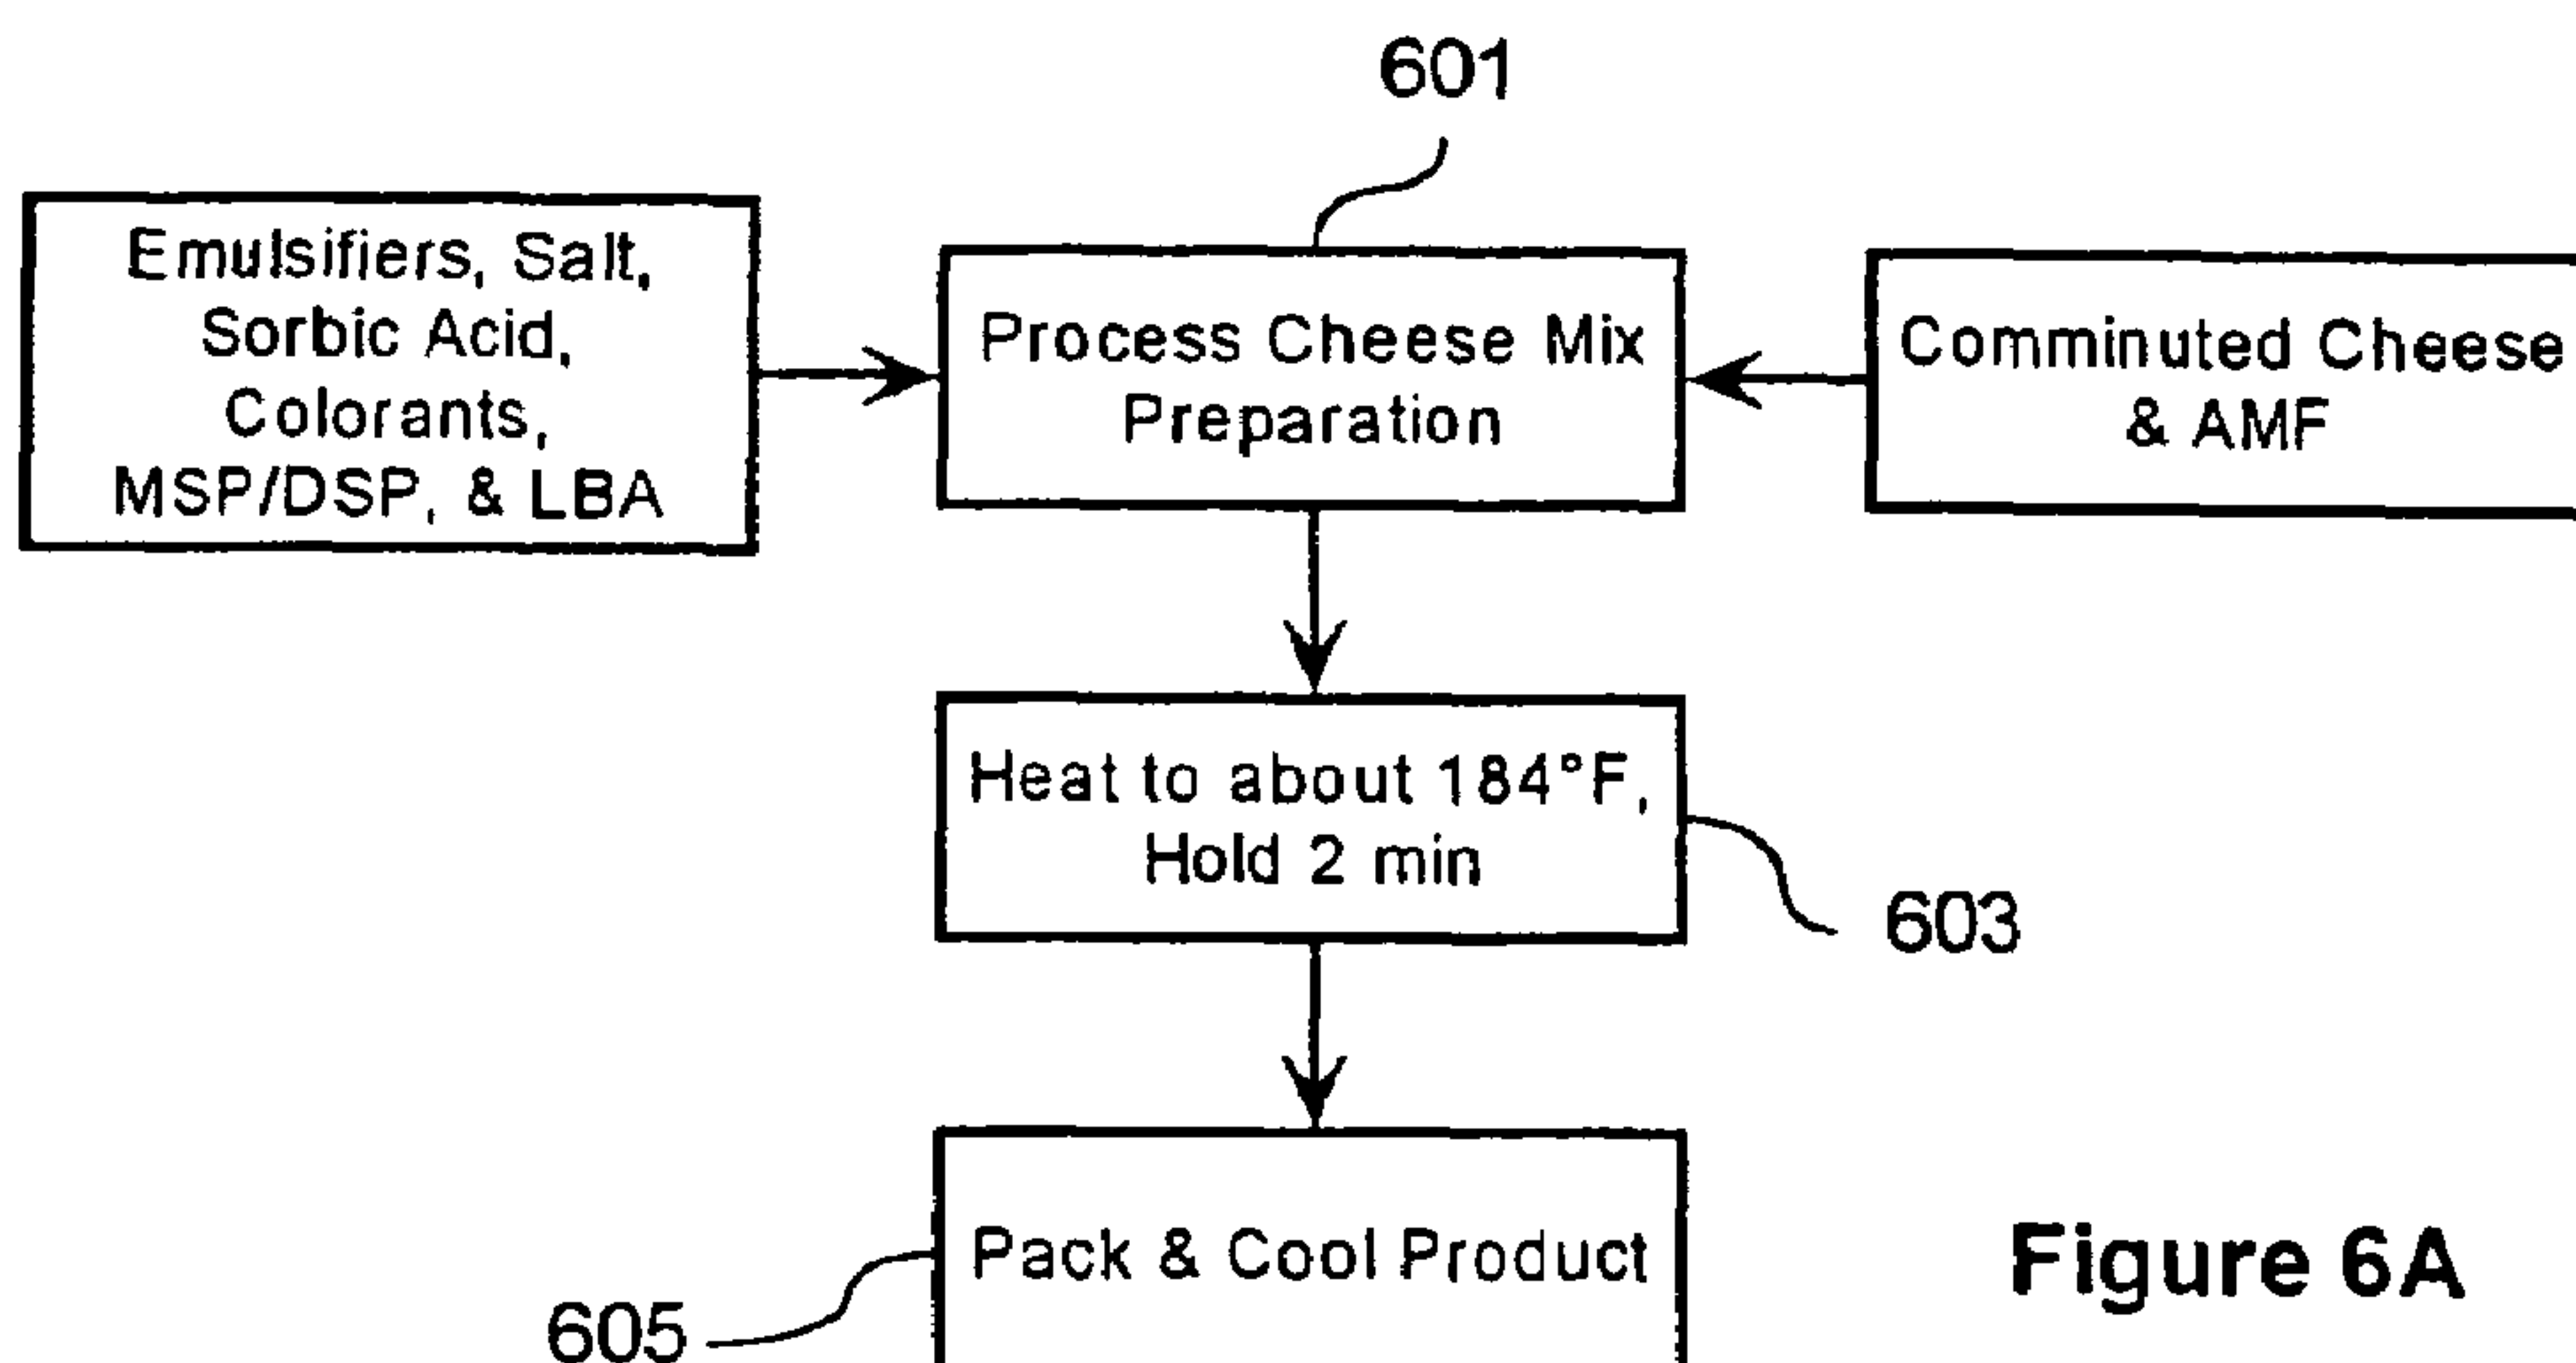 601
Emulsifiers, Salt,
Sorbic Acid,
Colorants,
MSP/DSP, & LBA
Process Cheese Mix
Preparation
Comminuted Cheese
& AMF
Heat to about 184°F,
Hold 2 min
603
Pack & Cool Product
605
Figure 6A